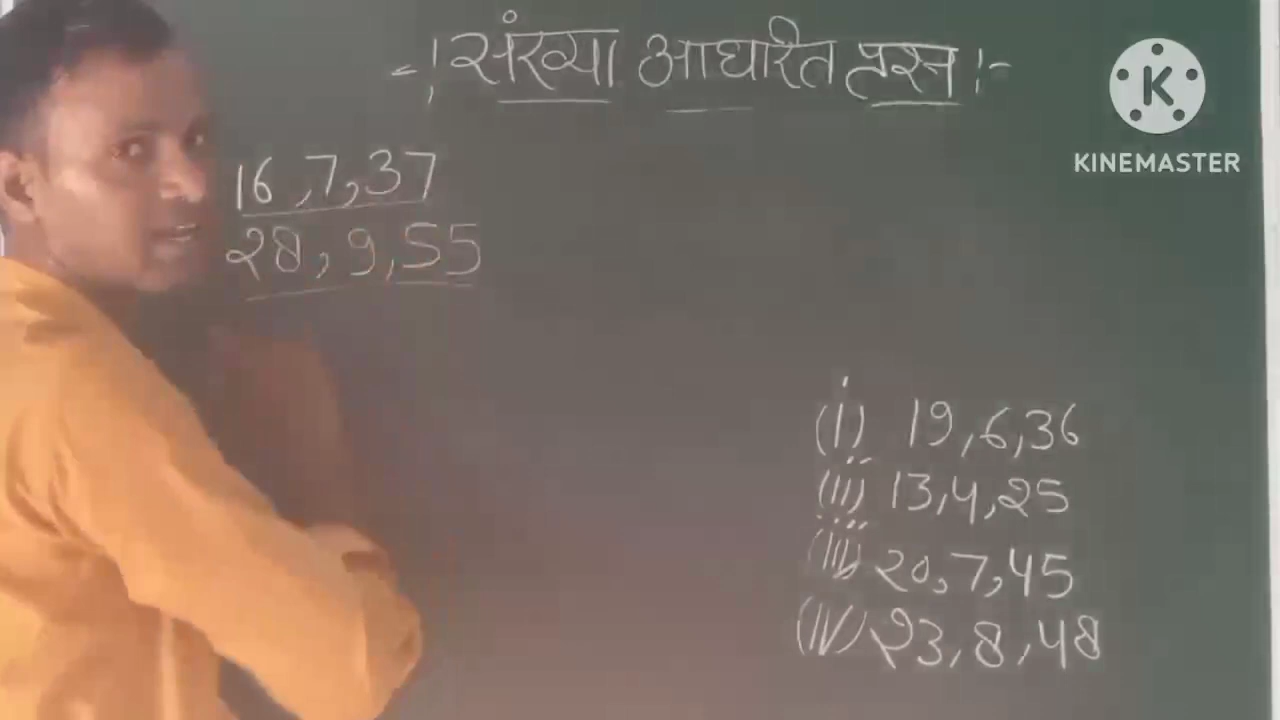 -:| संख्या आधारित प्रश्न |:-
KINEMASTER
16,7,37
28,9,55
(i) 19,6,36
(ii) 13,4,25
(iii) 20,7,45
(iv) 23,8,48